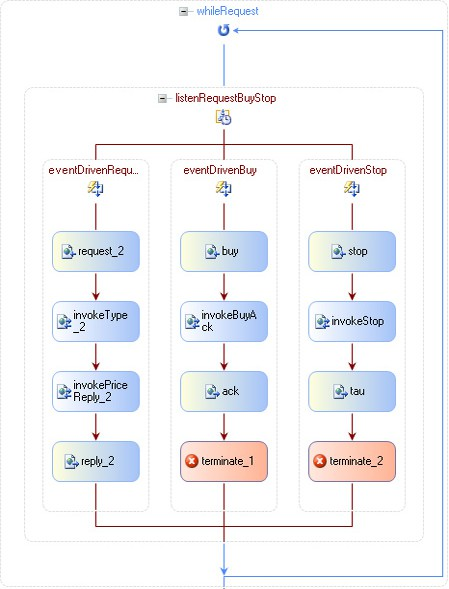 whileRequest
listenRequestBuyStop
eventDrivenRequ...
eventDrivenBuy
eventDrivenStop
request_2
buy
stop
invokeType
_2
invokeBuyA
ck
invokeStop
invokePrice
Reply_2
ack
tau
reply_2
terminate_1
terminate_2